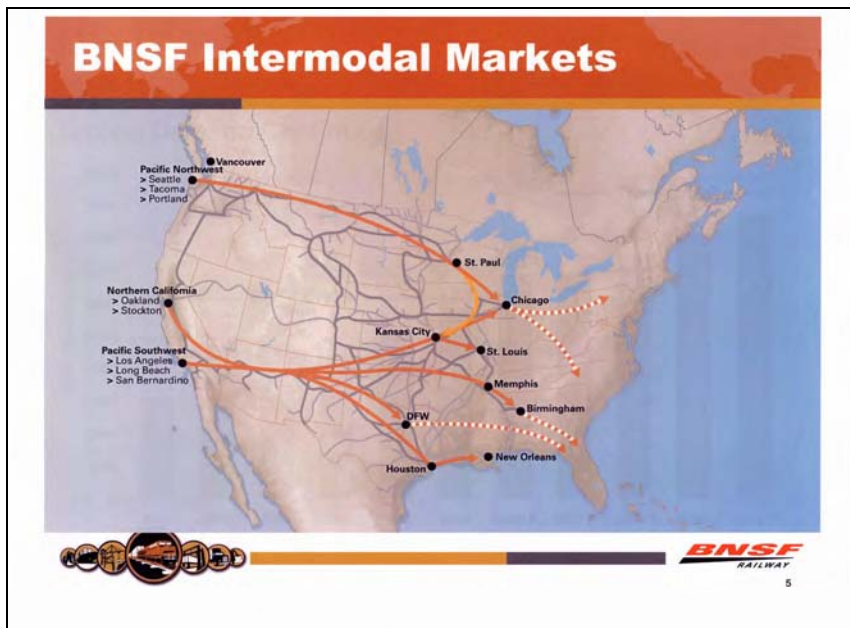 BNSF Intermodal Markets
Vancouver
Pacific Northwest
> Seattle
> Tacoma
> Portland
St. Paul
Northern California
> Oakland
> Stockton
Chicago
Kansas City
St. Louis
Pacific Southwest
> Los Angeles
> Long Beach
> San Bernardino
Memphis
Birmingham
DFW
New Orleans
Houston
BNSF
RAILWAY
5